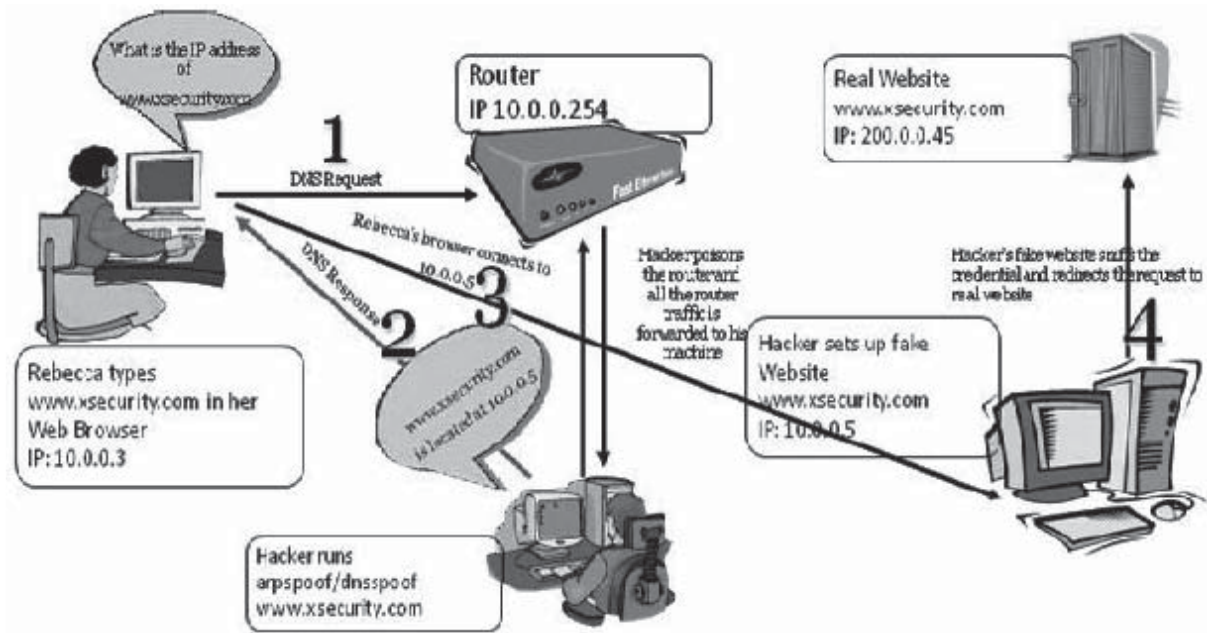 What is the IP address
of
www.xsecurity.com
1
DNS Request
Router
IP 10.0.0.254
Fast Ethernet
Real Website
www.xsecurity.com
IP: 200.0.0.45
Rebecca's browser connects to
10.0.0.5
3
DNS Response
2
www.xsecurity.com
is located at 10.0.0.5
Hacker poisons
the router and
all the router
traffic is
forwarded to his
machine
Hacker's fake website sniffs the
credential and redirects the request to
real website
4
Rebecca types
www.xsecurity.com in her
Web Browser
IP: 10.0.0.3
Hacker sets up fake
Website
www.xsecurity.com
IP: 10.0.0.5
Hacker runs
arpspoof/dnsspoof
www.xsecurity.com